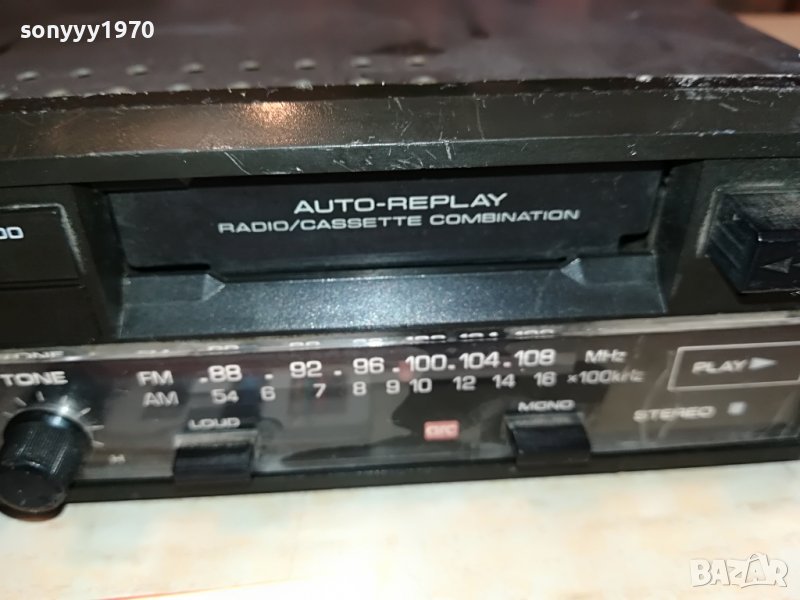 sonyyy1970
AUTO-REPLAY
RADIO/CASSETTE COMBINATION
00
TONE
FM .88 . 92 . 96 . 100.104.108 MHz
AM 54 6 7 8 9 10 12 14 16 ×100kHz
PLAY
LOUD
MONO
STEREO
BAZAR